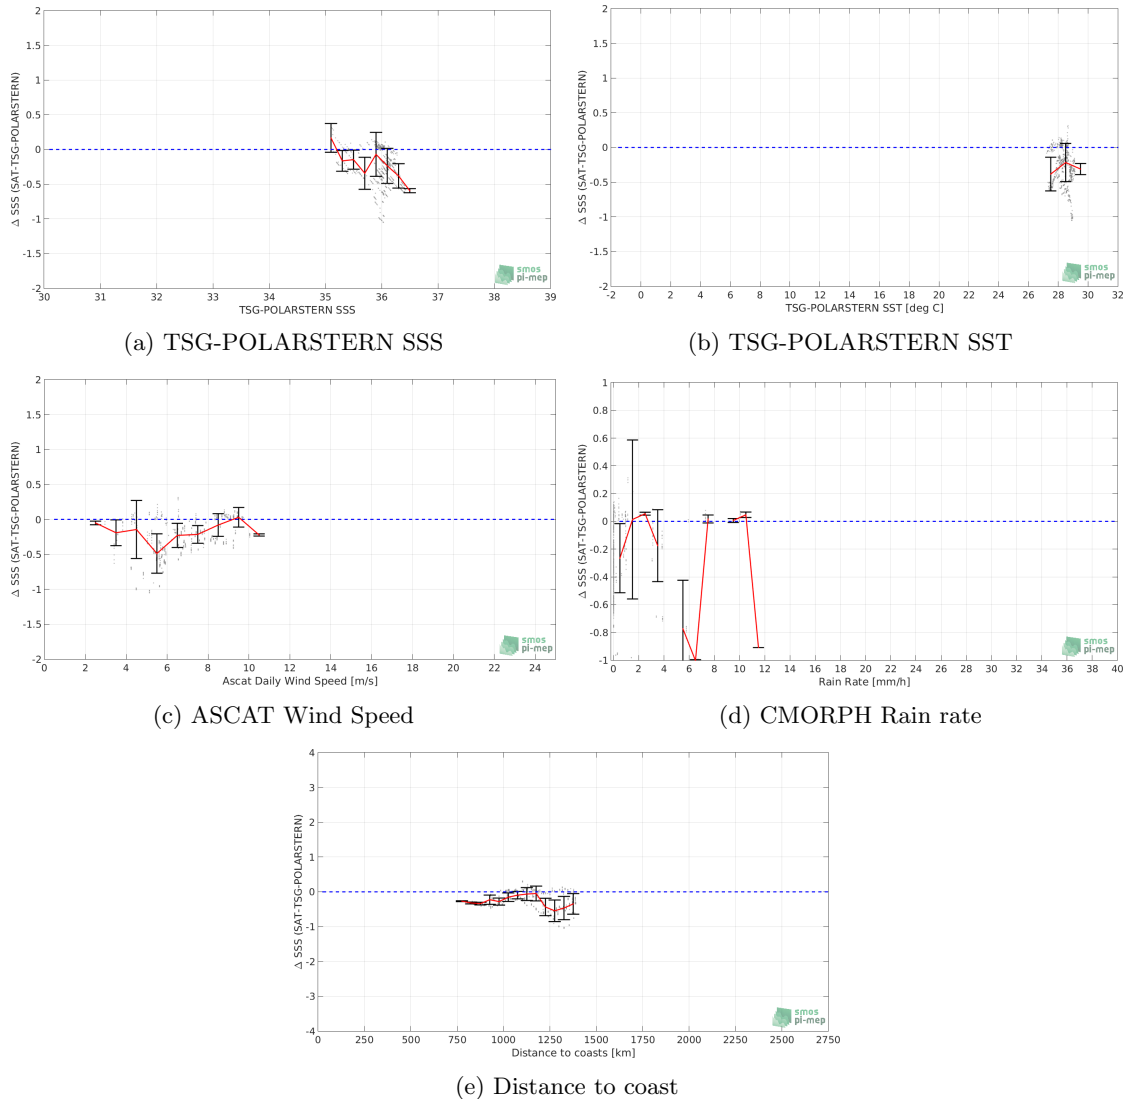 2
1.5
1
0.5
0
-0.5
-1
-1.5
-2
Δ SSS (SAT-TSG-POLARSTERN)
30 31 32 33 34 35 36 37 38 39
TSG-POLARSTERN SSS
smos
pi-mep
(a) TSG-POLARSTERN SSS
2
1.5
1
0.5
0
-0.5
-1
-1.5
-2
Δ SSS (SAT-TSG-POLARSTERN)
-2 0 2 4 6 8 10 12 14 16 18 20 22 24 26 28 30 32
TSG-POLARSTERN SST [deg C]
smos
pi-mep
(b) TSG-POLARSTERN SST
2
1.5
1
0.5
0
-0.5
-1
-1.5
-2
Δ SSS (SAT-TSG-POLARSTERN)
0 2 4 6 8 10 12 14 16 18 20 22 24
Ascat Daily Wind Speed [m/s]
smos
pi-mep
(c) ASCAT Wind Speed
1
0.8
0.6
0.4
0.2
0
-0.2
-0.4
-0.6
-0.8
-1
Δ SSS (SAT-TSG-POLARSTERN)
0 2 4 6 8 10 12 14 16 18 20 22 24 26 28 30 32 34 36 38 40
Rain Rate [mm/h]
smos
pi-mep
(d) CMORPH Rain rate
4
3
2
1
0
-1
-2
-3
-4
Δ SSS (SAT-TSG-POLARSTERN)
0 250 500 750 1000 1250 1500 1750 2000 2250 2500 2750
Distance to coasts [km]
smos
pi-mep
(e) Distance to coast